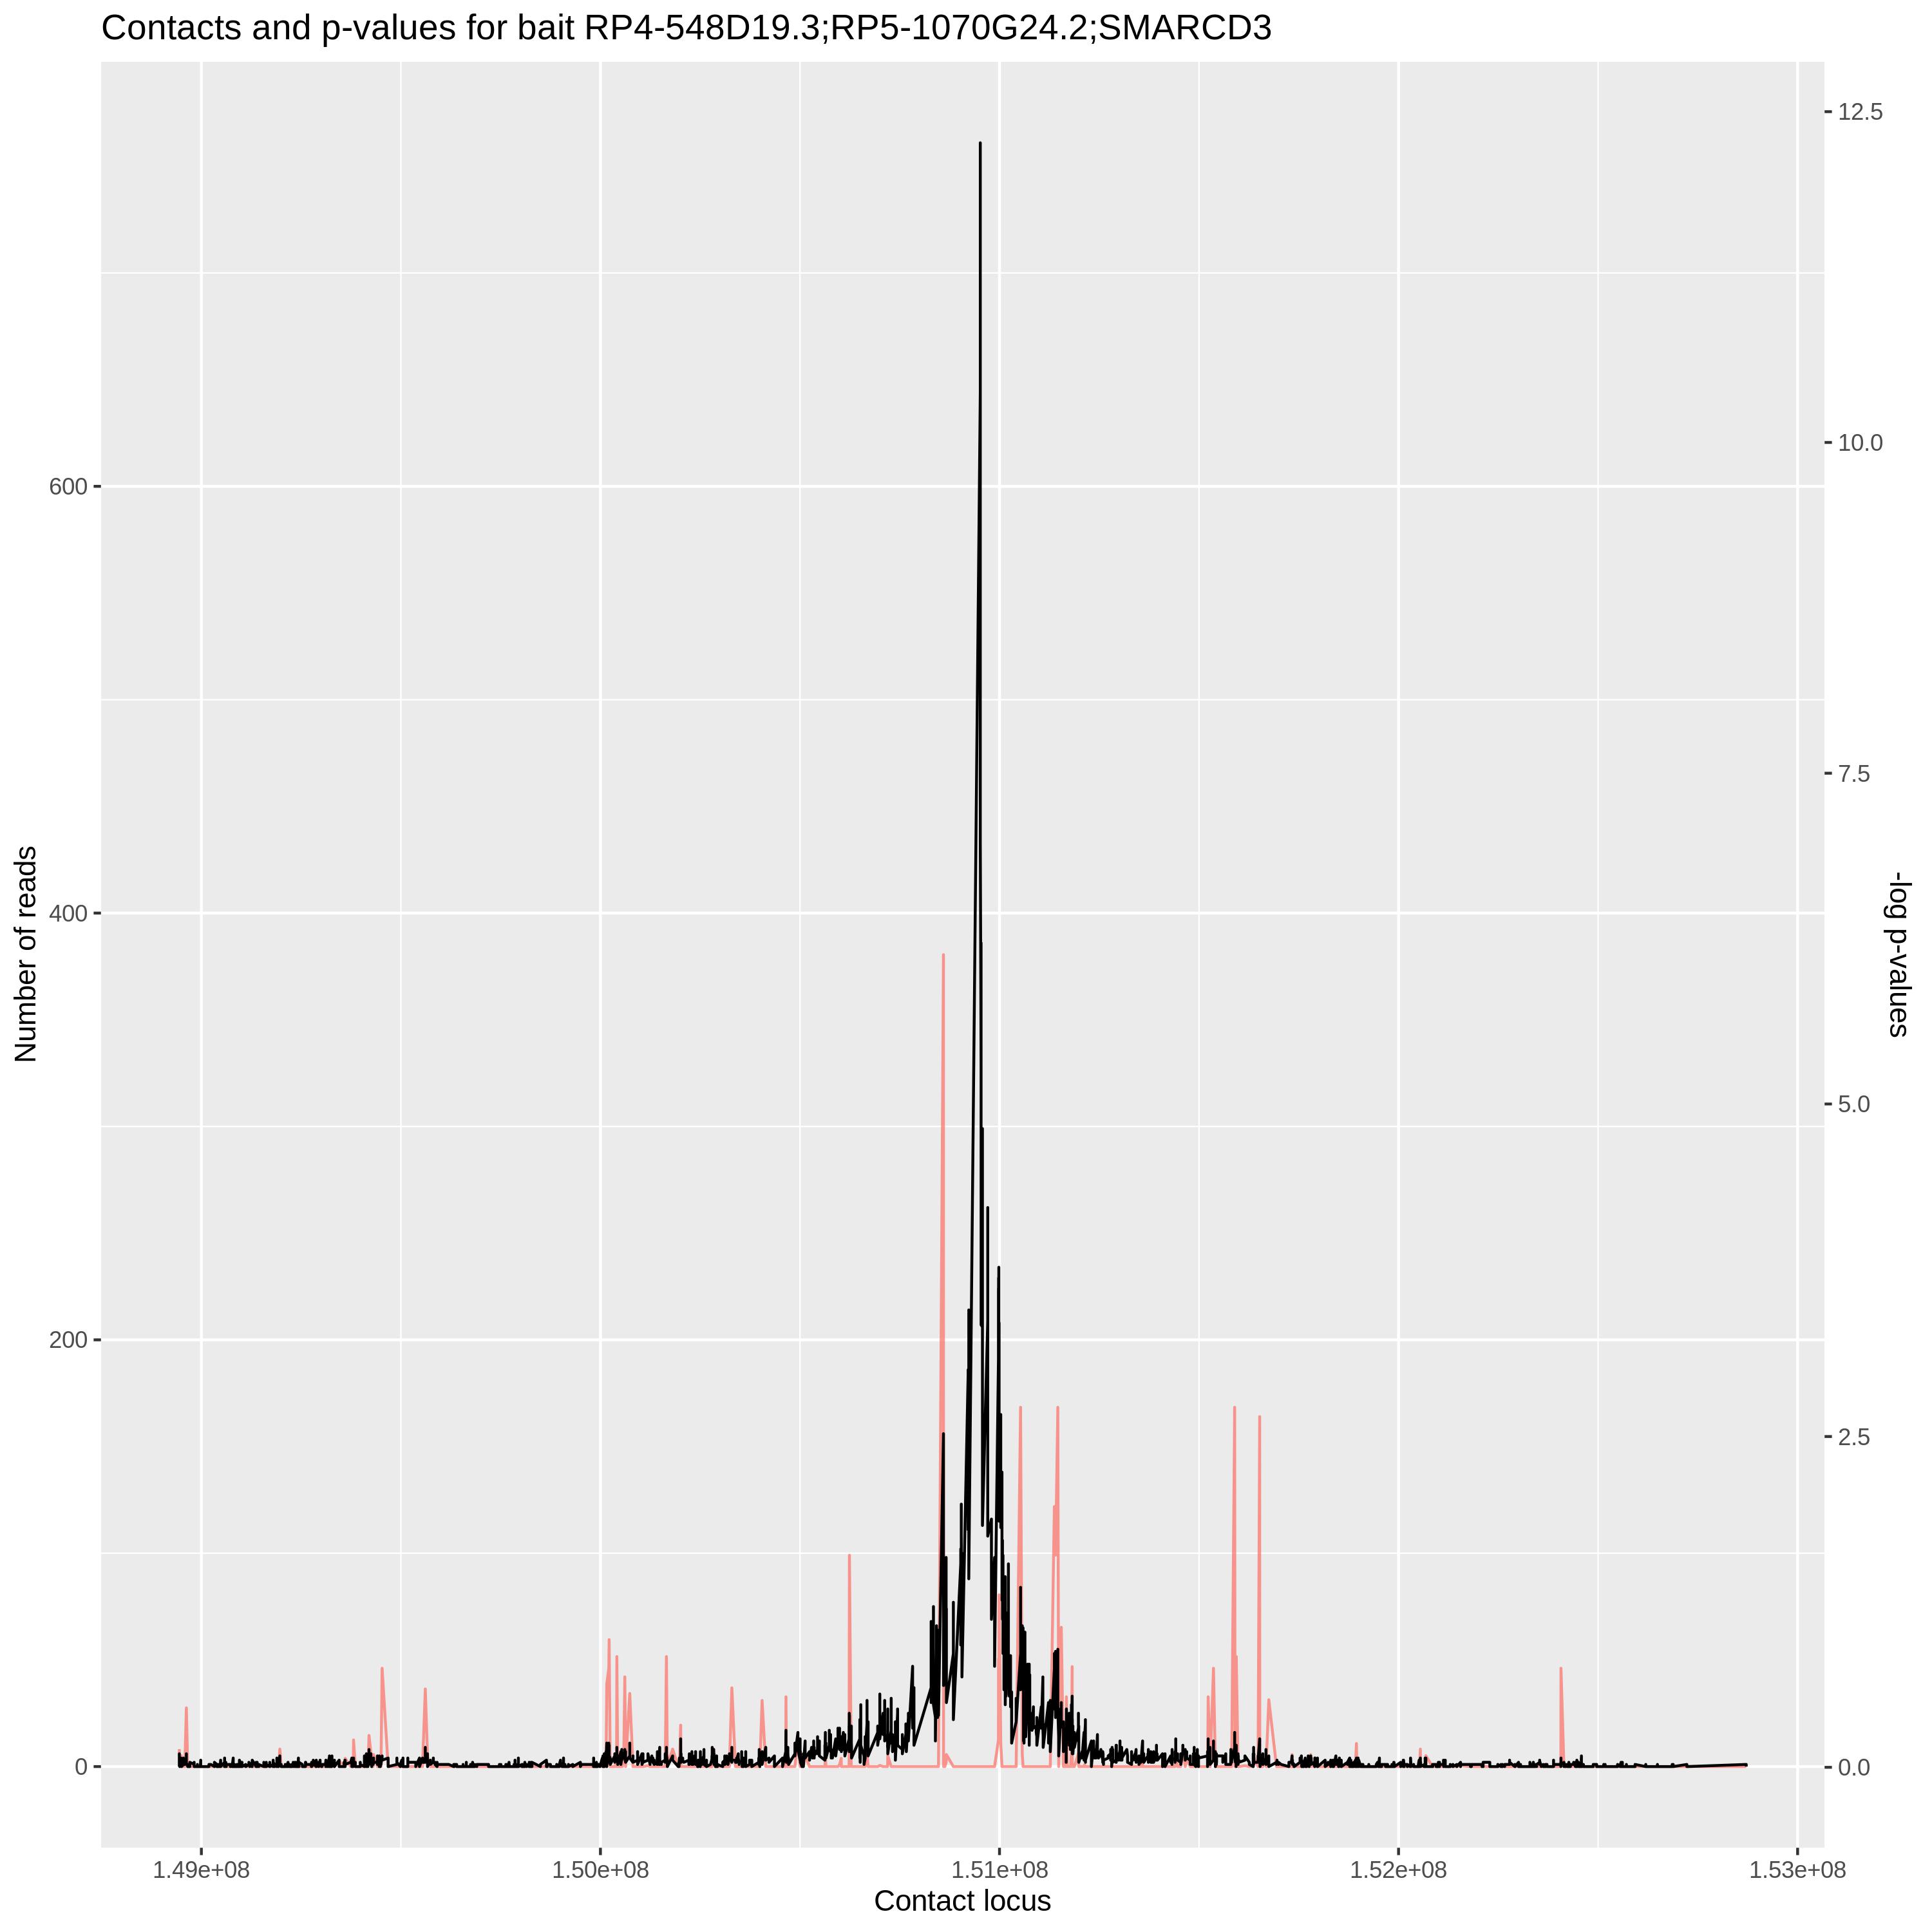 Contacts and p-values for bait RP4-548D19.3;RP5-1070G24.2;SMARCD3
12.5
10.0
600
7.5
Number of reads
400
-log p-values
5.0
200
2.5
0
0.0
1.49e+08
1.50e+08
1.51e+08
1.52e+08
1.53e+08
Contact locus